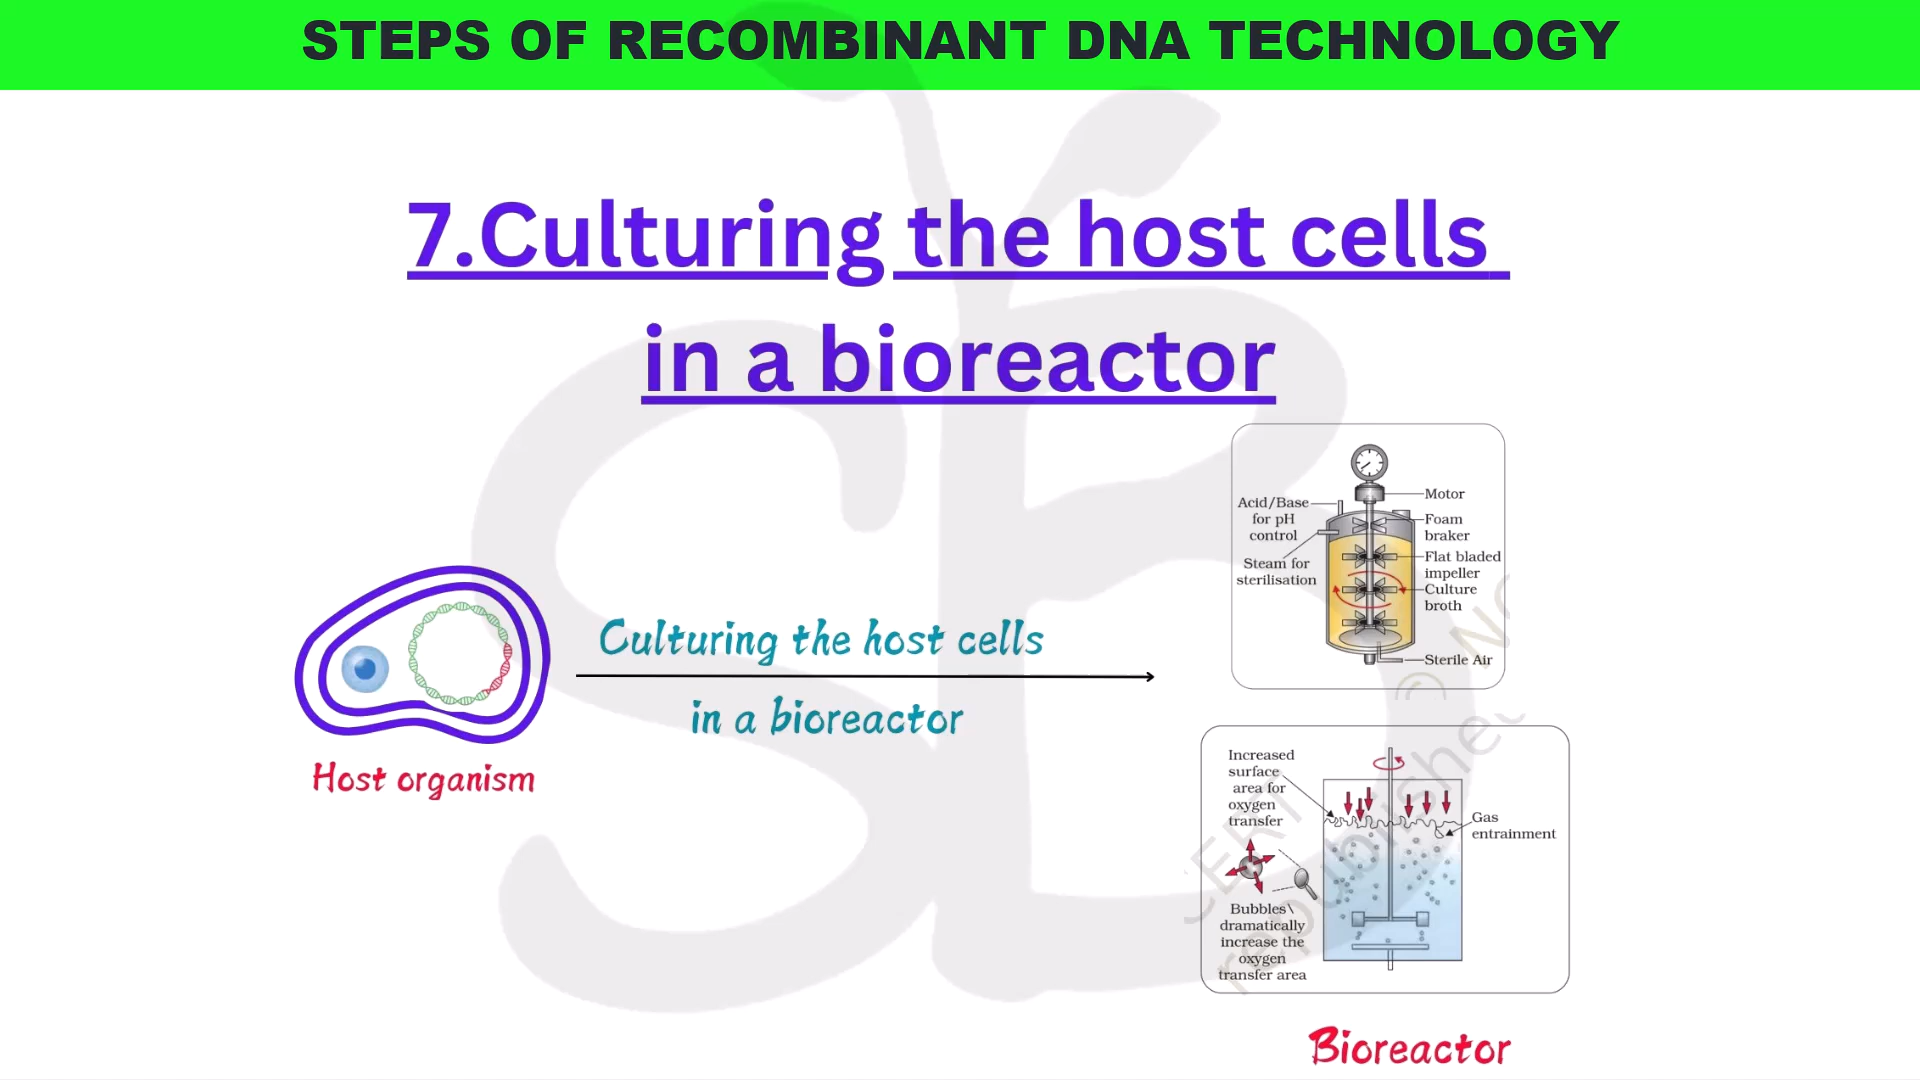 STEPS OF RECOMBINANT DNA TECHNOLOGY
7.Culturing the host cells
in a bioreactor
Acid/Base
for pH
control
Steam for
sterilisation
Motor
Foam
braker
Flat bladed
impeller
Culture
broth
Sterile Air
Culturing the host cells
in a bioreactor
Host organism
Increased
surface
area for
oxygen
transfer
Gas
entrainment
Bubbles\
dramatically
increase the
oxygen
transfer area
Bioreactor
SB
republished